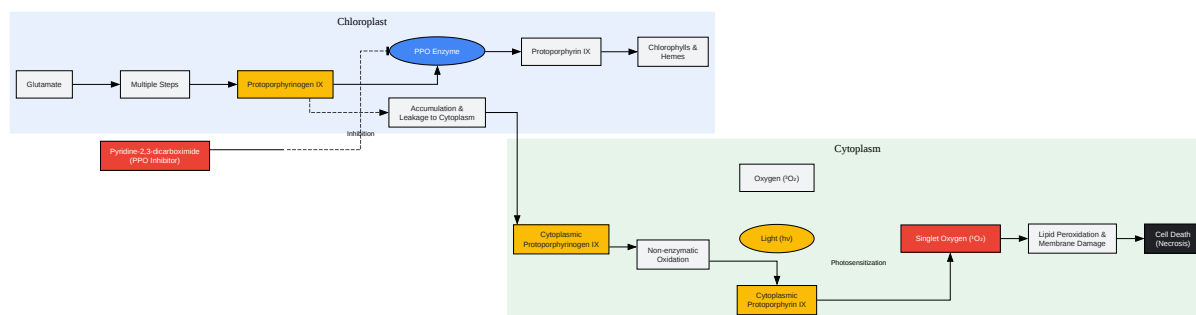 Chloroplast
Glutamate
Multiple Steps
Protoporphyrinogen IX
PPO Enzyme
Protoporphyrin IX
Chlorophylls &
Hemes
Accumulation &
Leakage to Cytoplasm
Inhibition
Pyridine-2,3-dicarboximide
(PPO Inhibitor)
Cytoplasm
Oxygen (³O₂)
Cytoplasmic
Protoporphyrinogen IX
Non-enzymatic
Oxidation
Light (hν)
Cytoplasmic
Protoporphyrin IX
Photosensitization
Singlet Oxygen (¹O₂)
Lipid Peroxidation &
Membrane Damage
Cell Death
(Necrosis)